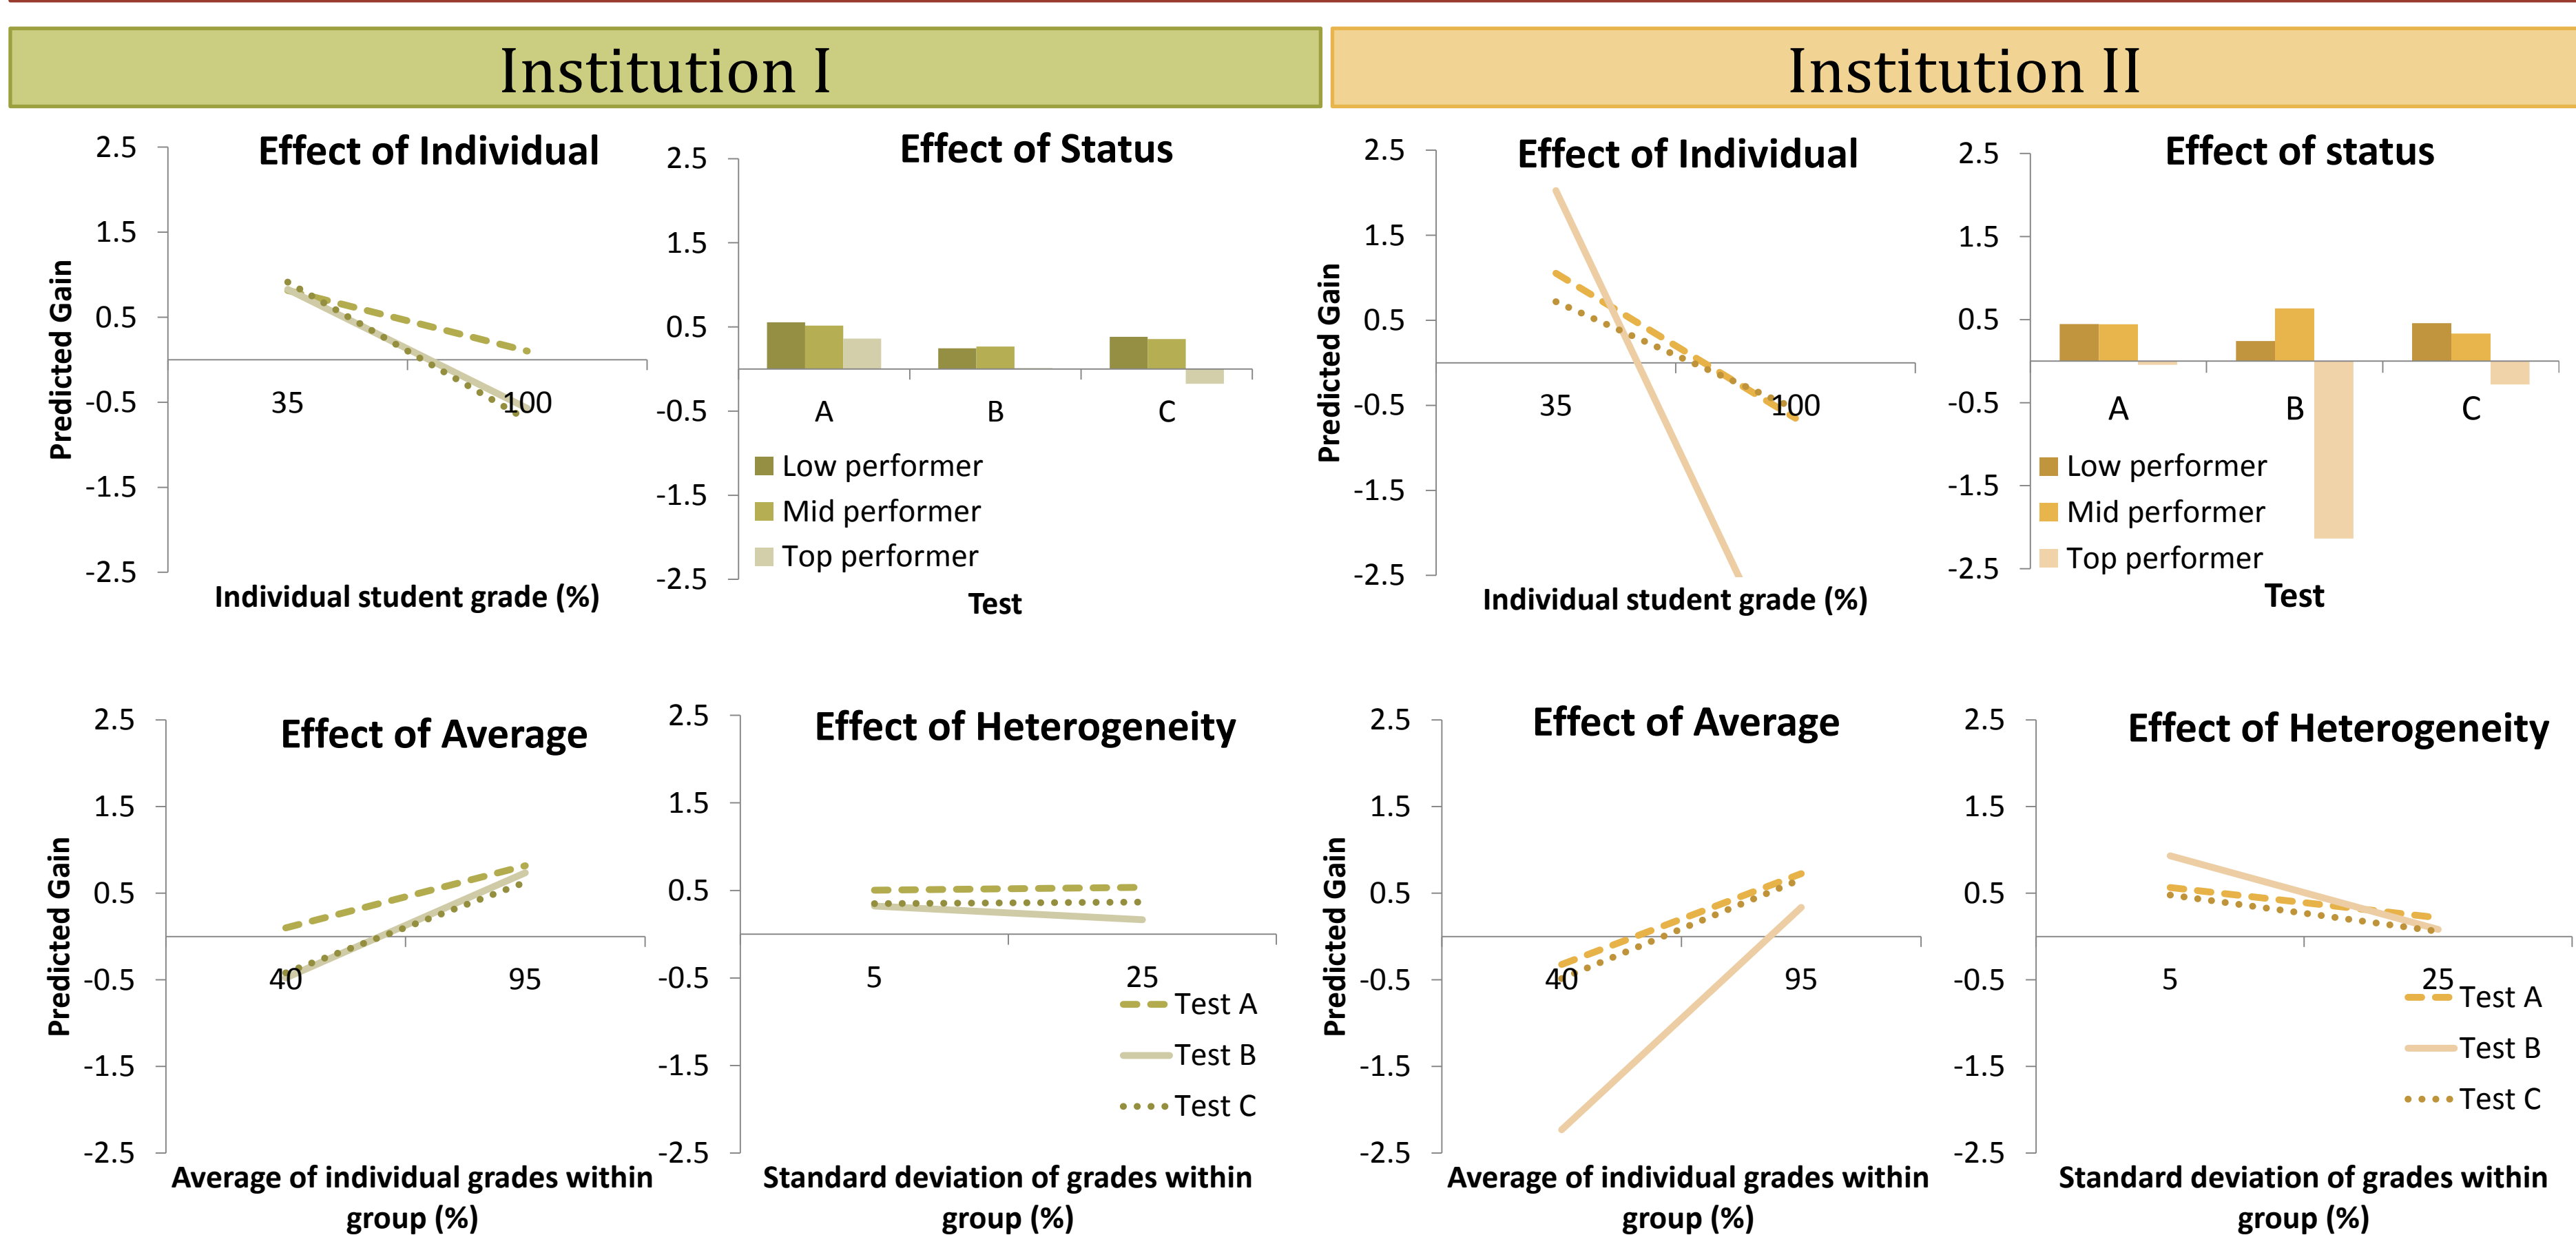 Institution I
Effect of Individual
2.5
1.5
0.5
-0.5
-1.5
-2.5
Predicted Gain
35
100
Individual student grade (%)
Effect of Status
2.5
1.5
0.5
-0.5
-1.5
-2.5
A
B
C
Low performer
Mid performer
Top performer
Test
Effect of Average
2.5
1.5
0.5
-0.5
-1.5
-2.5
Predicted Gain
40
95
Average of individual grades within
group (%)
Effect of Heterogeneity
2.5
1.5
0.5
-0.5
-1.5
-2.5
5
25
Test A
Test B
Test C
Standard deviation of grades within
group (%)
Institution II
Effect of Individual
2.5
1.5
0.5
-0.5
-1.5
-2.5
Predicted Gain
35
100
Individual student grade (%)
Effect of status
2.5
1.5
0.5
-0.5
-1.5
-2.5
A
B
C
Low performer
Mid performer
Top performer
Test
Effect of Average
2.5
1.5
0.5
-0.5
-1.5
-2.5
Predicted Gain
40
95
Average of individual grades within
group (%)
Effect of Heterogeneity
2.5
1.5
0.5
-0.5
-1.5
-2.5
5
25
Test A
Test B
Test C
Standard deviation of grades within
group (%)